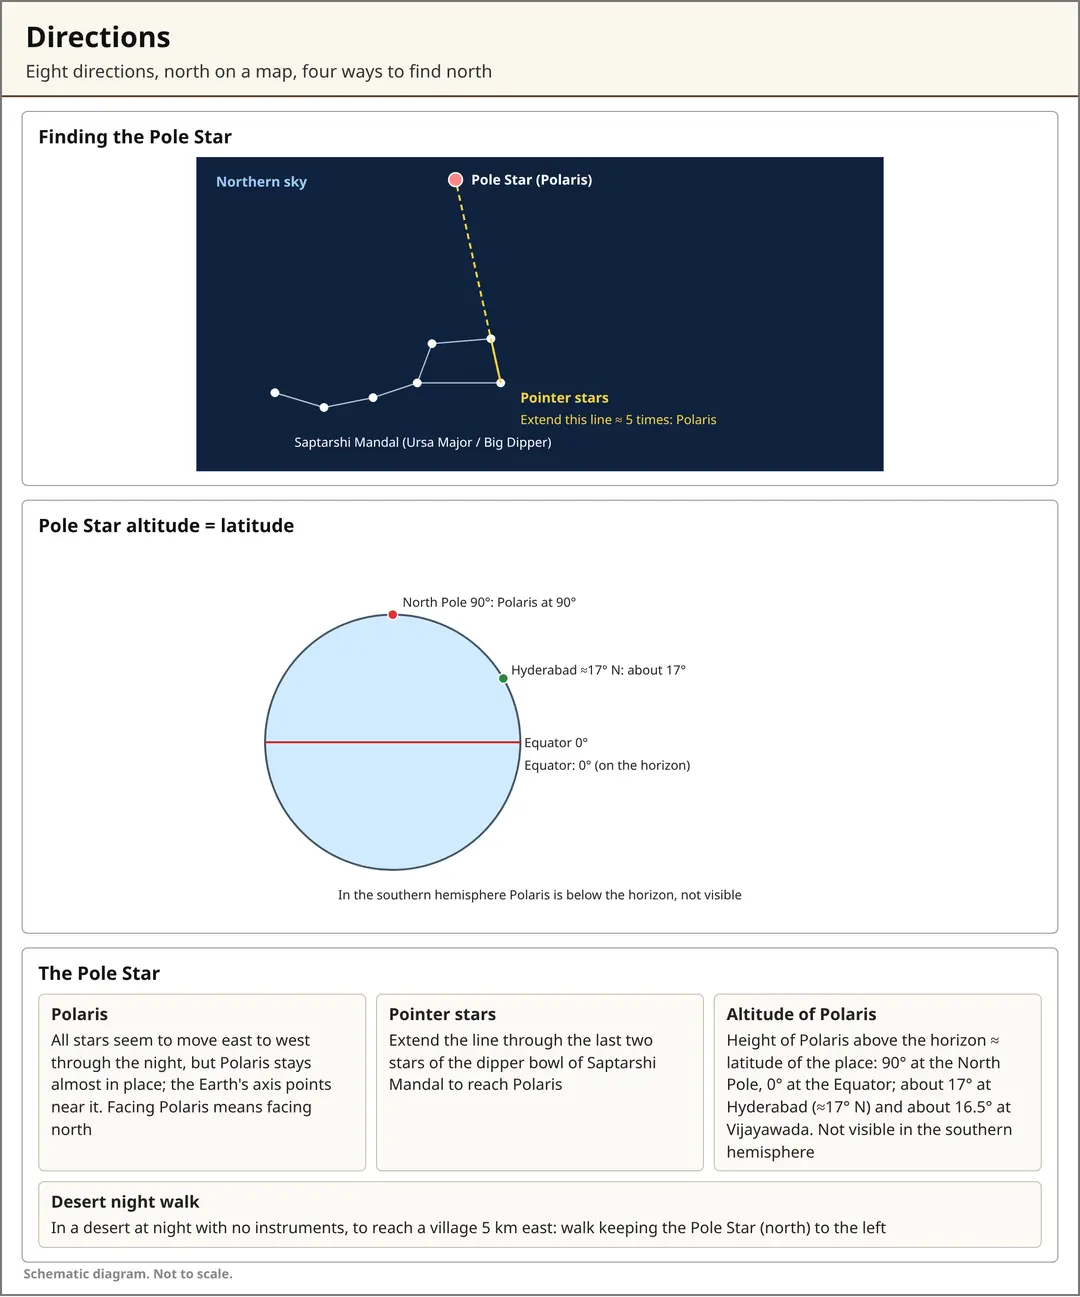 Directions
Eight directions, north on a map, four ways to find north
Finding the Pole Star
Northern sky
Pole Star (Polaris)
Pointer stars
Extend this line ≈ 5 times: Polaris
Saptarshi Mandal (Ursa Major / Big Dipper)
Pole Star altitude = latitude
North Pole 90°: Polaris at 90°
Hyderabad ≈17° N: about 17°
Equator 0°
Equator: 0° (on the horizon)
In the southern hemisphere Polaris is below the horizon, not visible
The Pole Star
Polaris
All stars seem to move east to west
through the night, but Polaris stays
almost in place; the Earth's axis points
near it. Facing Polaris means facing
north
Pointer stars
Extend the line through the last two
stars of the dipper bowl of Saptarshi
Mandal to reach Polaris
Altitude of Polaris
Height of Polaris above the horizon ≈
latitude of the place: 90° at the North
Pole, 0° at the Equator; about 17° at
Hyderabad (≈17° N) and about 16.5° at
Vijayawada. Not visible in the southern
hemisphere
Desert night walk
In a desert at night with no instruments, to reach a village 5 km east: walk keeping the Pole Star (north) to the left
Schematic diagram. Not to scale.